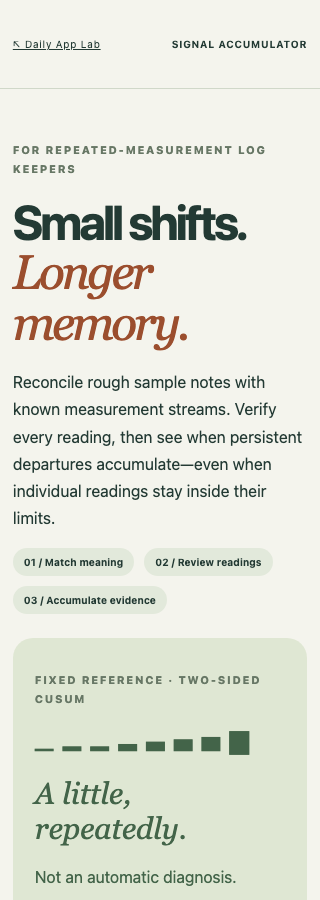 ↖ Daily App Lab
SIGNAL ACCUMULATOR
FOR REPEATED-MEASUREMENT LOG
KEEPERS
Small shifts.
Longer
memory.
Reconcile rough sample notes with
known measurement streams. Verify
every reading, then see when persistent
departures accumulate—even when
individual readings stay inside their
limits.
01 / Match meaning
02 / Review readings
03 / Accumulate evidence
FIXED REFERENCE · TWO-SIDED
CUSUM
A little,
repeatedly.
Not an automatic diagnosis.